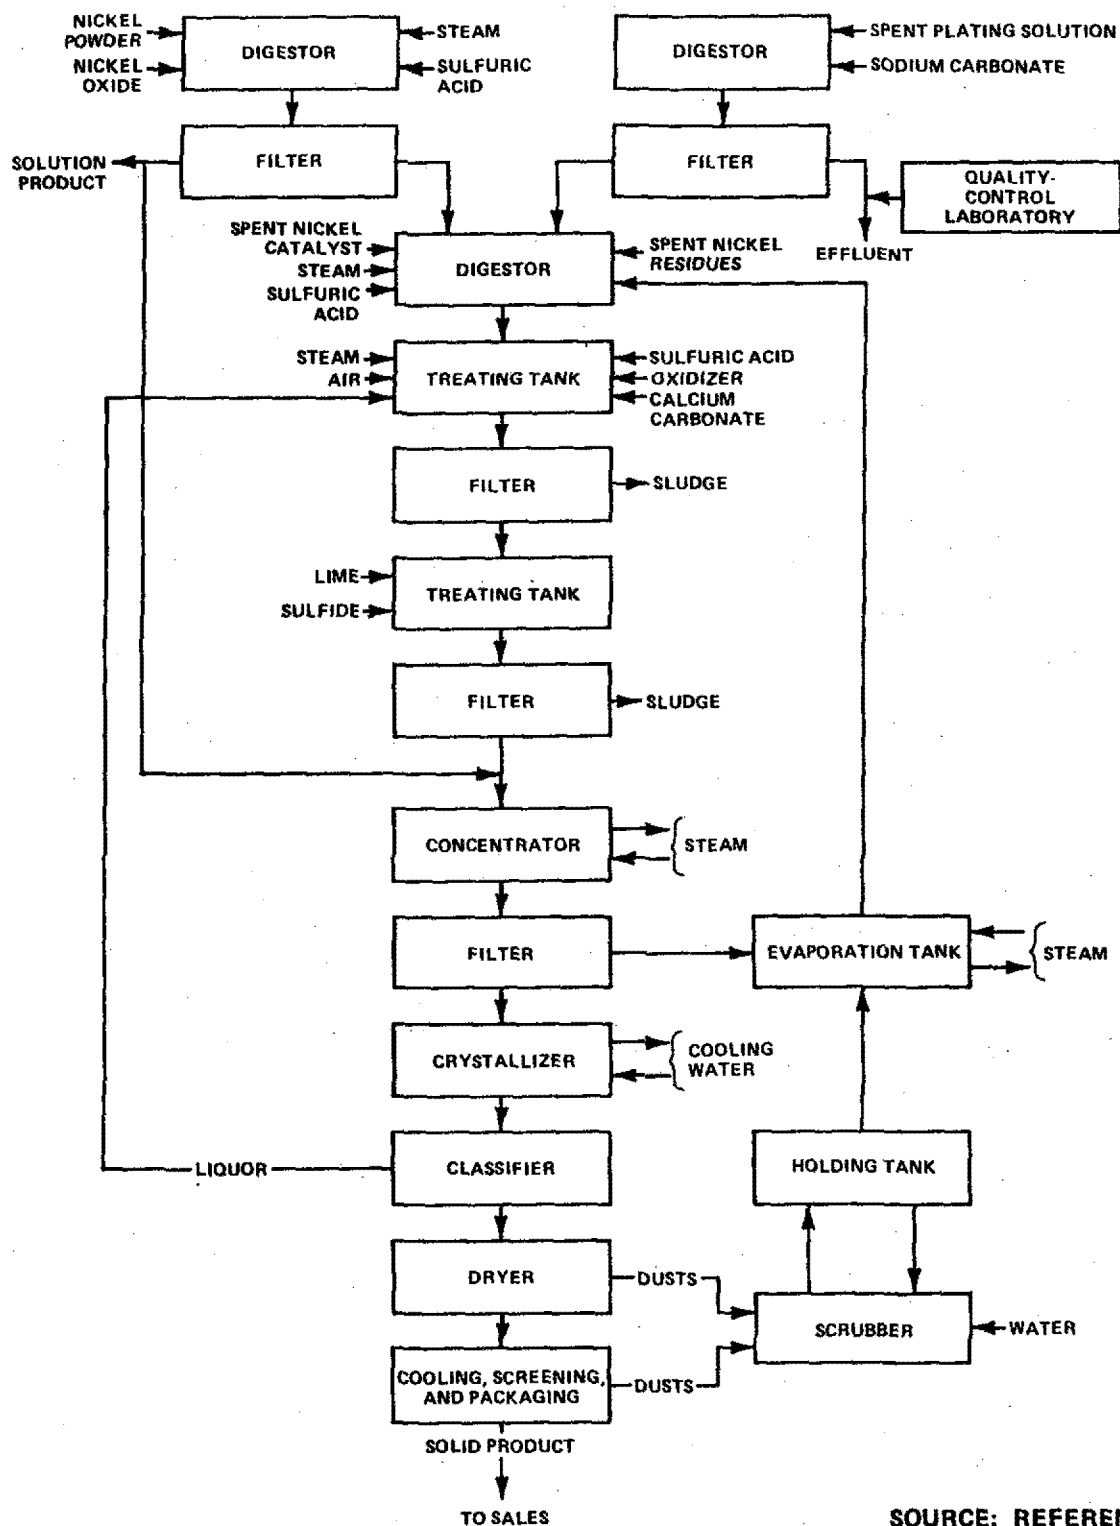 NICKEL
POWDER
STEAM
DIGESTOR
NICKEL
OXIDE
SULFURIC
ACID
SPENT PLATING SOLUTION
DIGESTOR
SODIUM CARBONATE
SOLUTION
PRODUCT
FILTER
FILTER
QUALITY-
CONTROL
LABORATORY
EFFLUENT
SPENT NICKEL
CATALYST
STEAM
SULFURIC
ACID
DIGESTOR
SPENT NICKEL
RESIDUES
STEAM
AIR
TREATING TANK
SULFURIC ACID
OXIDIZER
CALCIUM
CARBONATE
FILTER
SLUDGE
LIME
SULFIDE
TREATING TANK
FILTER
SLUDGE
CONCENTRATOR
STEAM
FILTER
EVAPORATION TANK
STEAM
CRYSTALLIZER
COOLING
WATER
LIQUOR
CLASSIFIER
HOLDING TANK
DRYER
DUSTS
SCRUBBER
WATER
COOLING, SCREENING,
AND PACKAGING
DUSTS
SOLID PRODUCT
TO SALES
SOURCE: REFEREN